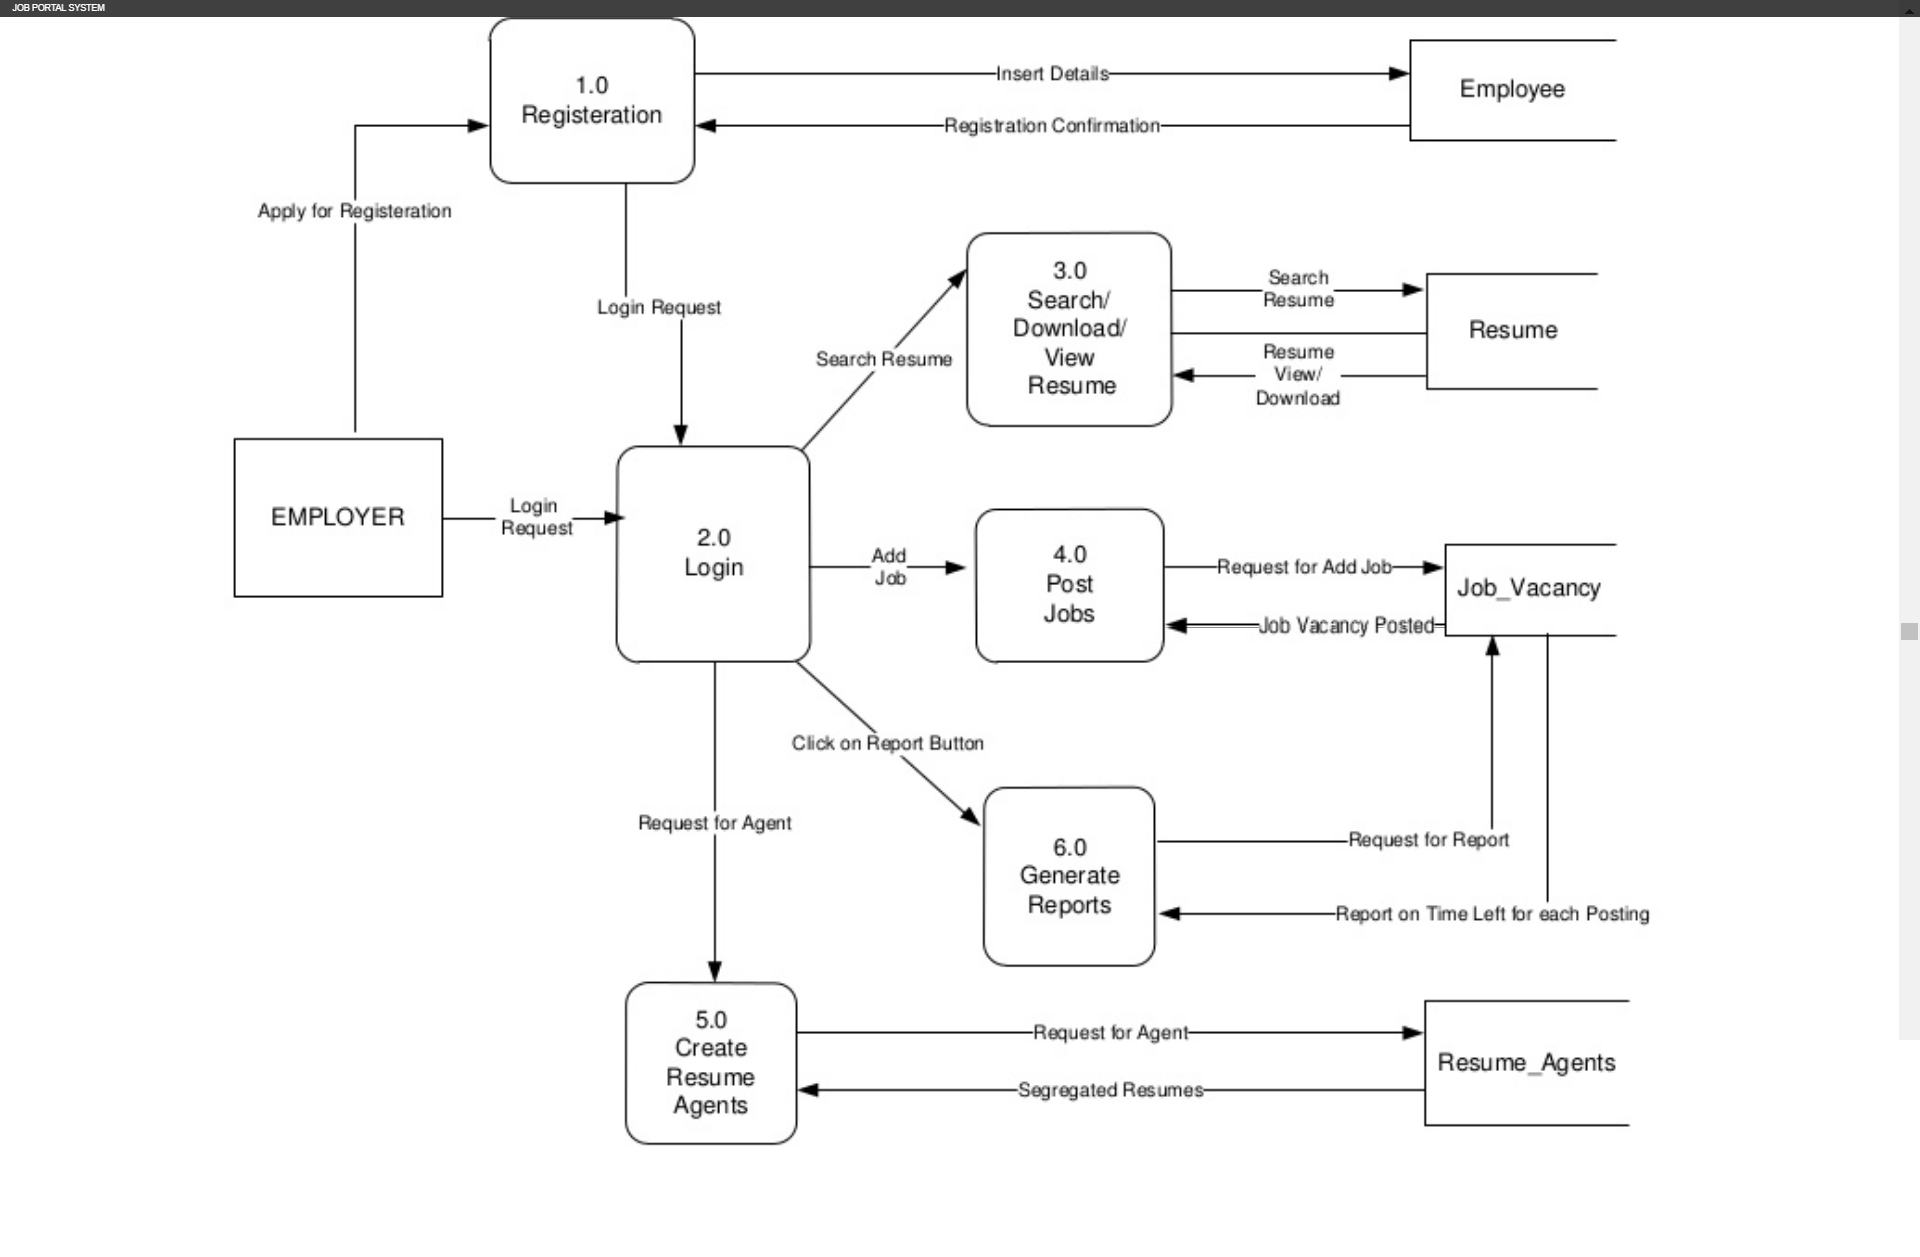 JOB PORTAL SYSTEM
1.0
Registeration
Insert Details
Employee
Registration Confirmation
Apply for Registeration
Login Request
3.0
Search/
Download/
View
Resume
Search
Resume
Resume
Resume
View/
Download
Search Resume
EMPLOYER
Login
Request
2.0
Login
Add
Job
4.0
Post
Jobs
Request for Add Job
Job_Vacancy
Job Vacancy Posted
Click on Report Button
Request for Agent
6.0
Generate
Reports
Request for Report
Report on Time Left for each Posting
5.0
Create
Resume
Agents
Request for Agent
Resume_Agents
Segregated Resumes